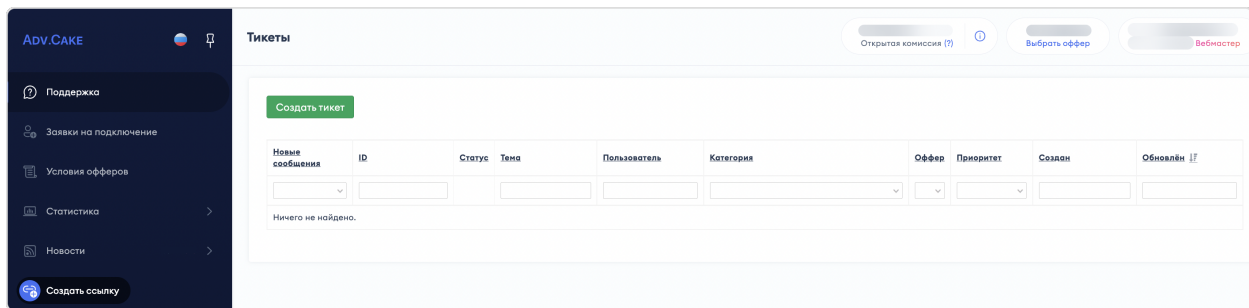 ADV.CAKE
Тикеты
Открытая комиссия (?)
Выбрать оффер
Вебмастер
Поддержка
Заявки на подключение
Условия офферов
Статистика
Новости
Создать ссылку
Создать тикет
Новые сообщения ID Статус Тема Пользователь Категория Оффер Приоритет Создан Обновлён
Ничего не найдено.